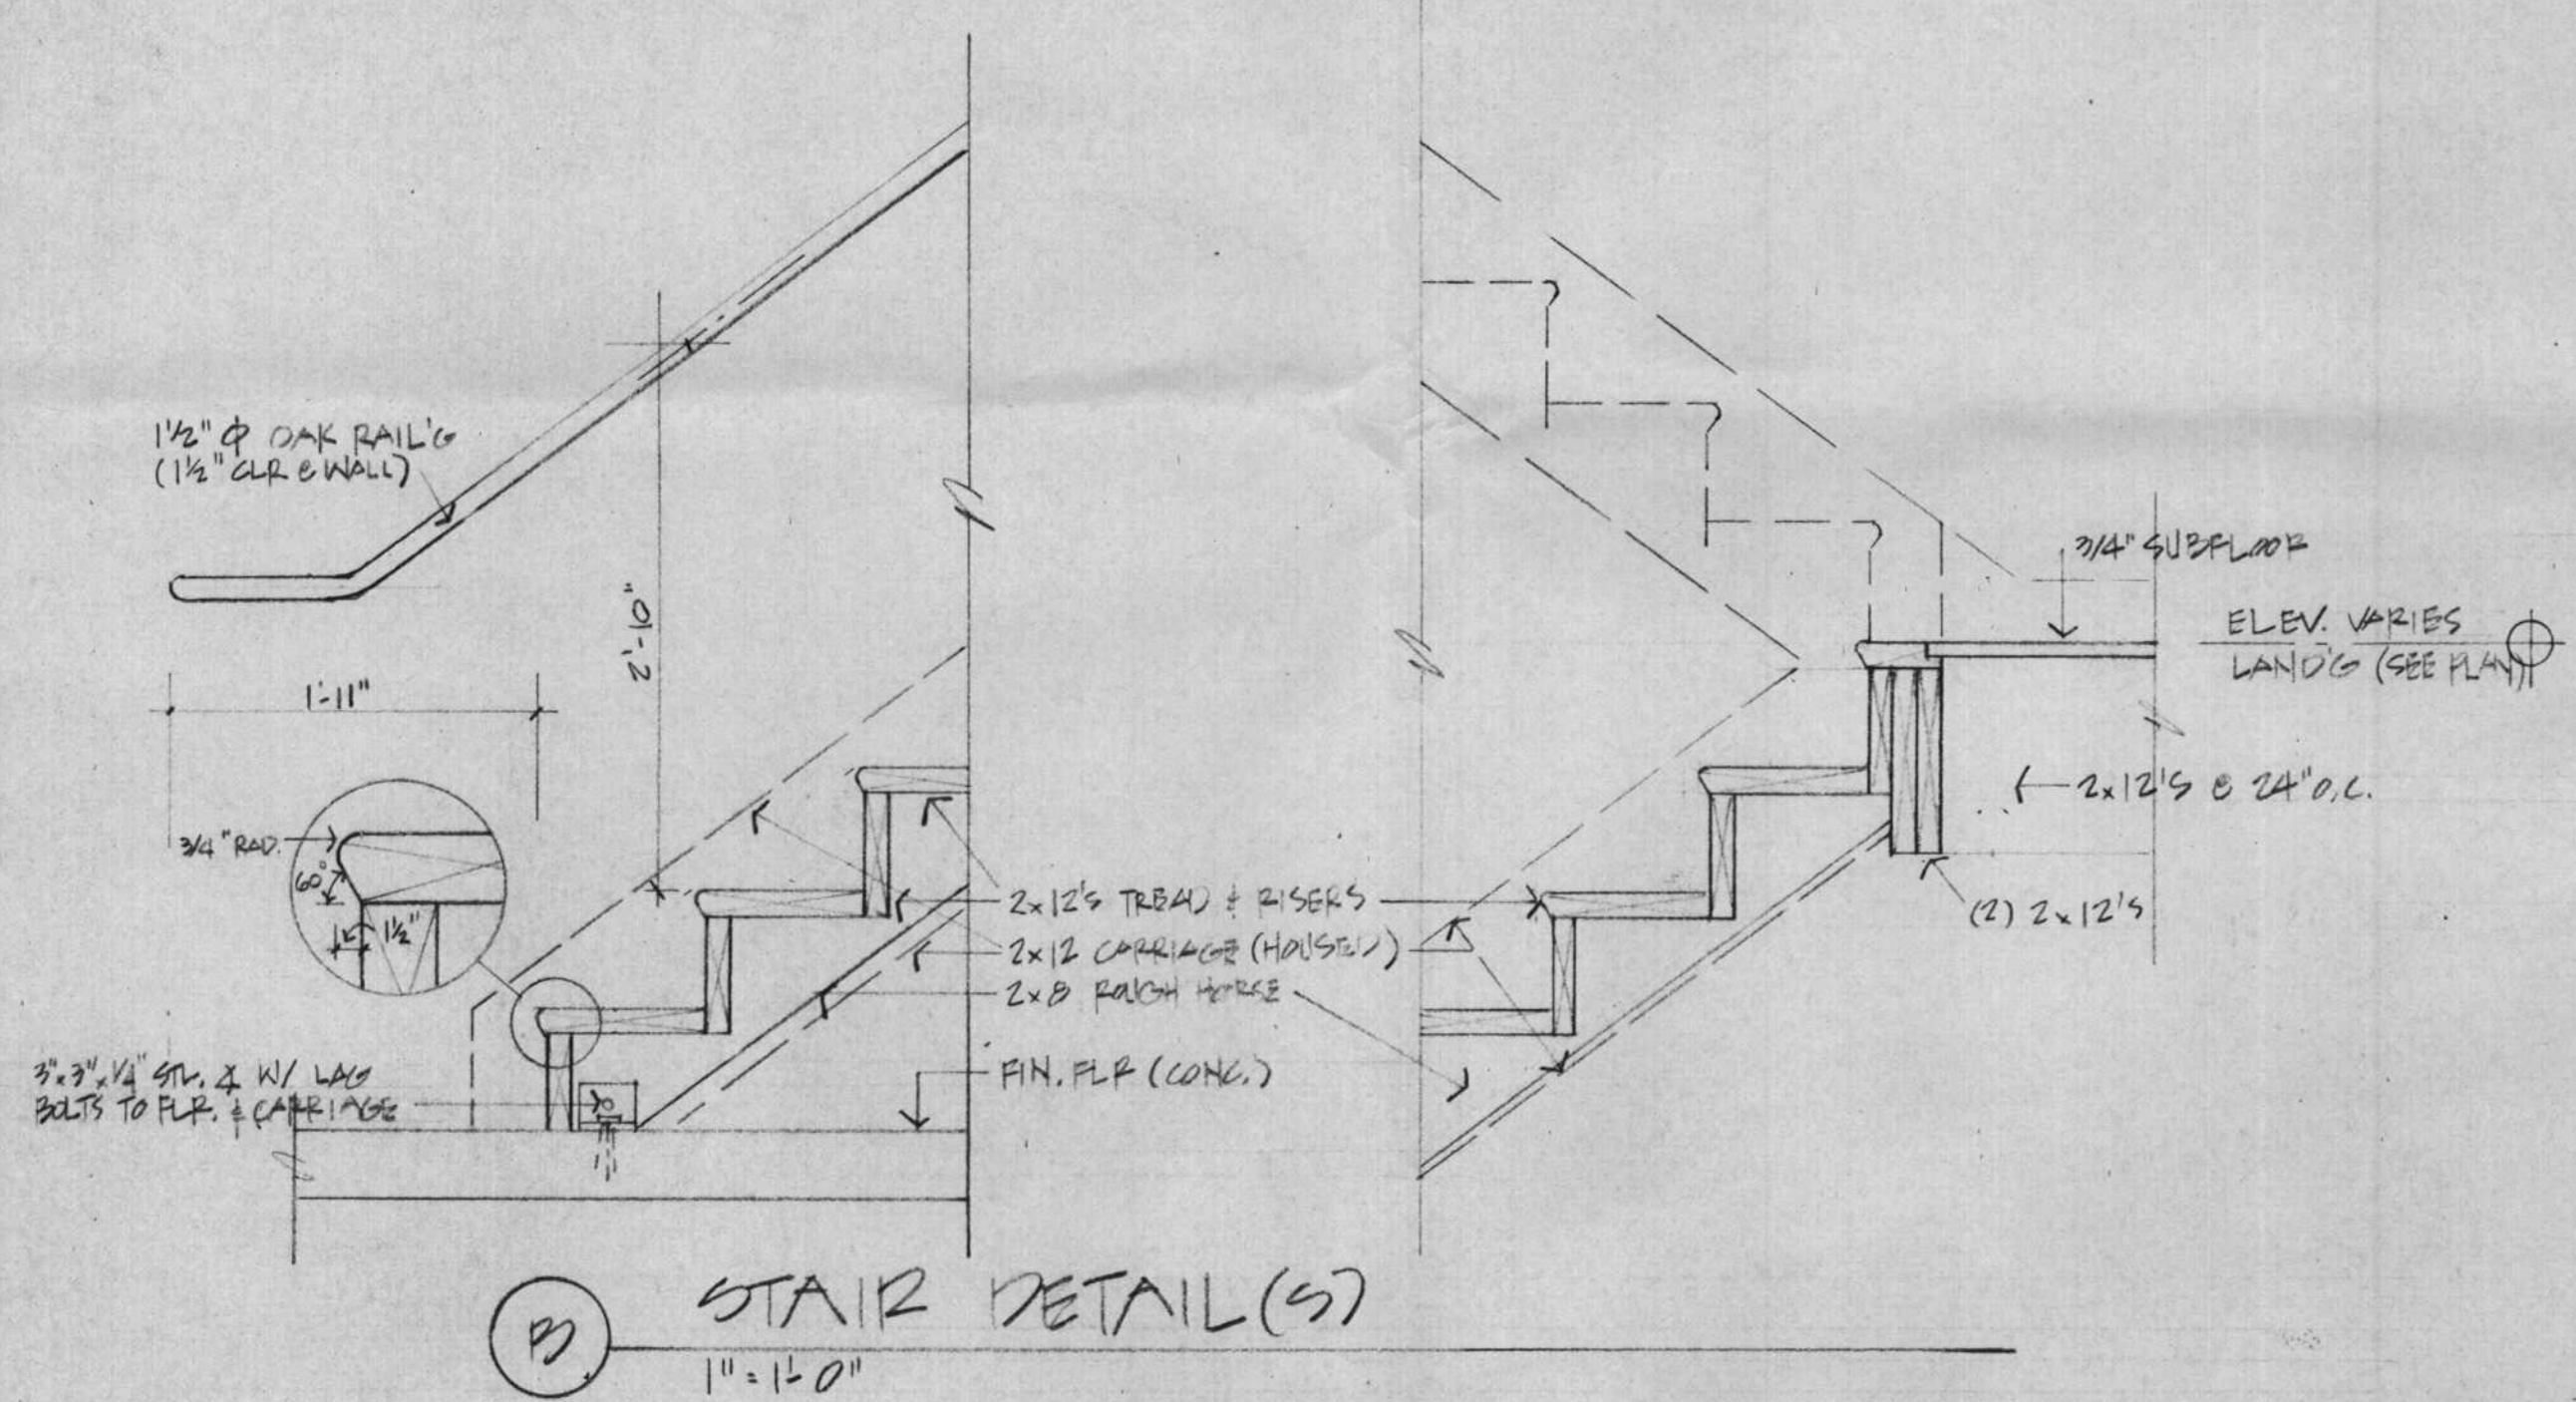 1½" ϕ OAK RAIL'G
(1½" CLR @ WALL)
2'-10"
1'-11"
3/4" RAD.
60°
1½"
3"x3"x¼" STL. ∡ W/ LAG
BOLTS TO FLR. & CARRIAGE
2x12's TREAD & RISERS
2x12 CARRIAGE (HOUSED)
2x8 ROUGH HORSE
FIN. FLR (CONC.)
3/4" SUBFLOOR
ELEV. VARIES
LAND'G (SEE PLAN)
2x12's @ 24" O.C.
(2) 2x12's
B
STAIR DETAIL(S)
1" = 1'-0"